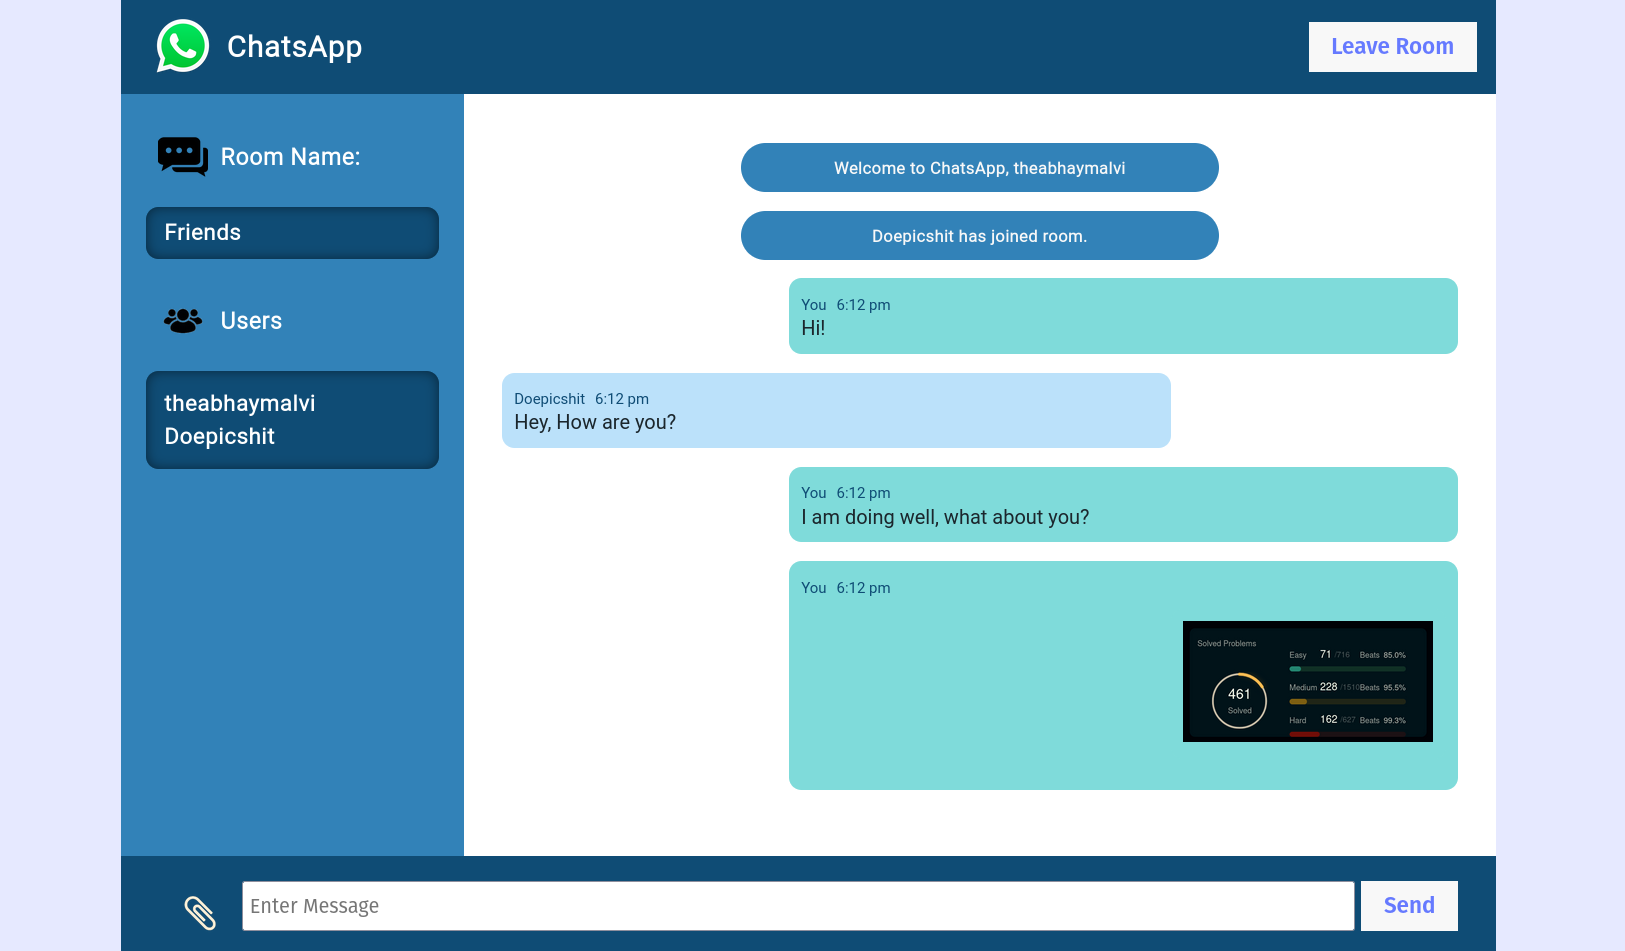 ChatsApp
Leave Room
Room Name:
Friends
Users
theabhaymalvi
Doepicshit
Welcome to ChatsApp, theabhaymalvi
Doepicshit has joined room.
You 6:12 pm
Hi!
Doepicshit 6:12 pm
Hey, How are you?
You 6:12 pm
I am doing well, what about you?
You 6:12 pm
Solved Problems
461
Solved
Easy 71 /716 Beats 85.0%
Medium 228 /1510 Beats 95.5%
Hard 162 /627 Beats 99.3%
Enter Message
Send